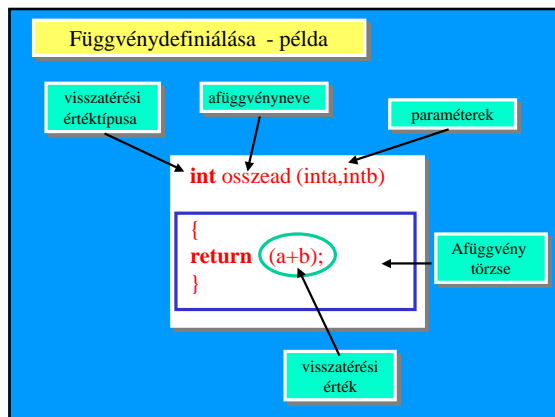 Függvénydefiniálása - példa
visszatérési
értéktípusa
afüggvényneve
paraméterek
int osszead (inta,intb)
{
return (a+b);
}
Afüggvény
törzse
visszatérési
érték